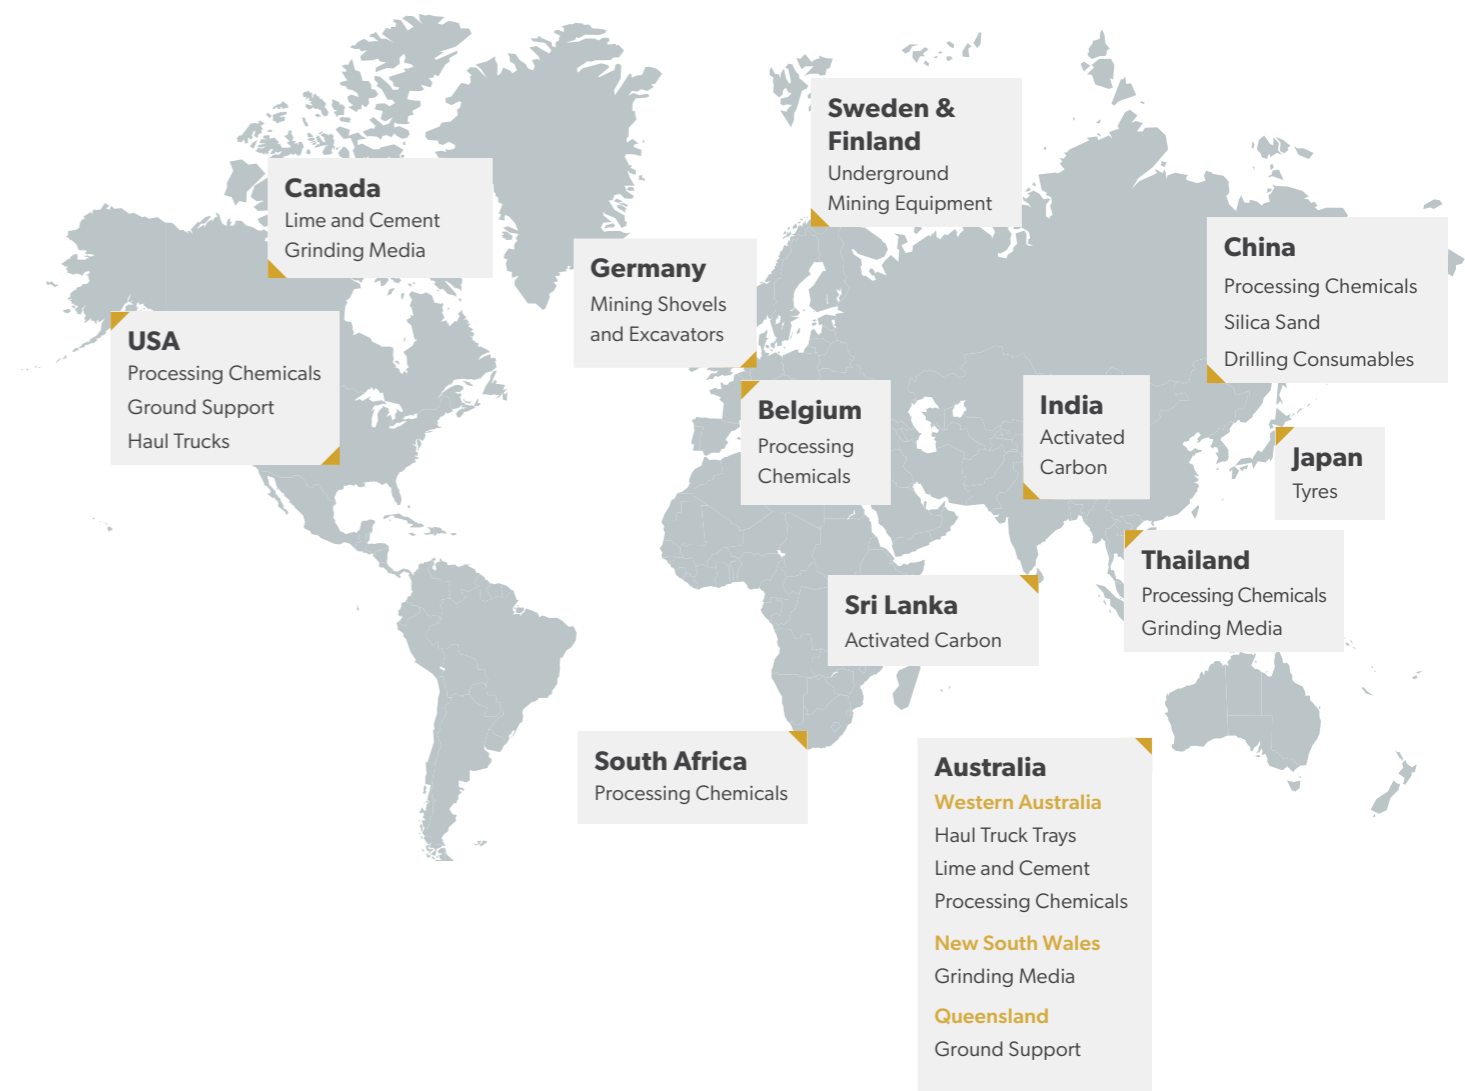 Sweden &
Finland
Underground
Mining Equipment
Canada
Lime and Cement
Grinding Media
Germany
Mining Shovels
and Excavators
China
Processing Chemicals
Silica Sand
Drilling Consumables
USA
Processing Chemicals
Ground Support
Haul Trucks
Belgium
Processing
Chemicals
India
Activated
Carbon
Japan
Tyres
Thailand
Processing Chemicals
Grinding Media
Sri Lanka
Activated Carbon
South Africa
Processing Chemicals
Australia
Western Australia
Haul Truck Trays
Lime and Cement
Processing Chemicals
New South Wales
Grinding Media
Queensland
Ground Support